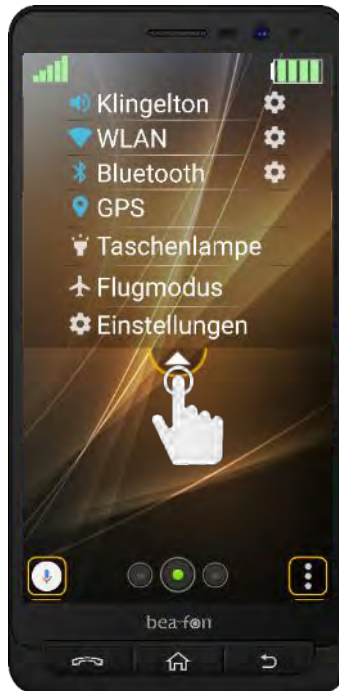 Klingelton
WLAN
Bluetooth
GPS
Taschenlampe
Flugmodus
Einstellungen
bea-fon